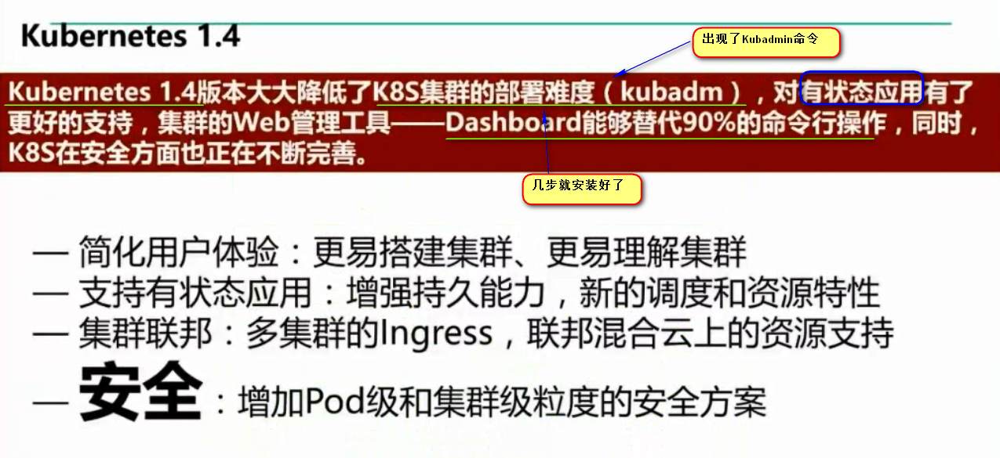 Kubernetes 1.4
出现了Kubadmin命令
Kubernetes 1.4版本大大降低了K8S集群的部署难度（kubadm），对有状态应用有了
更好的支持，集群的Web管理工具——Dashboard能够替代90%的命令行操作，同时，
K8S在安全方面也正在不断完善。
几步就安装好了
— 简化用户体验：更易搭建集群、更易理解集群
— 支持有状态应用：增强持久能力，新的调度和资源特性
— 集群联邦：多集群的Ingress，联邦混合云上的资源支持
— 安全：增加Pod级和集群级粒度的安全方案